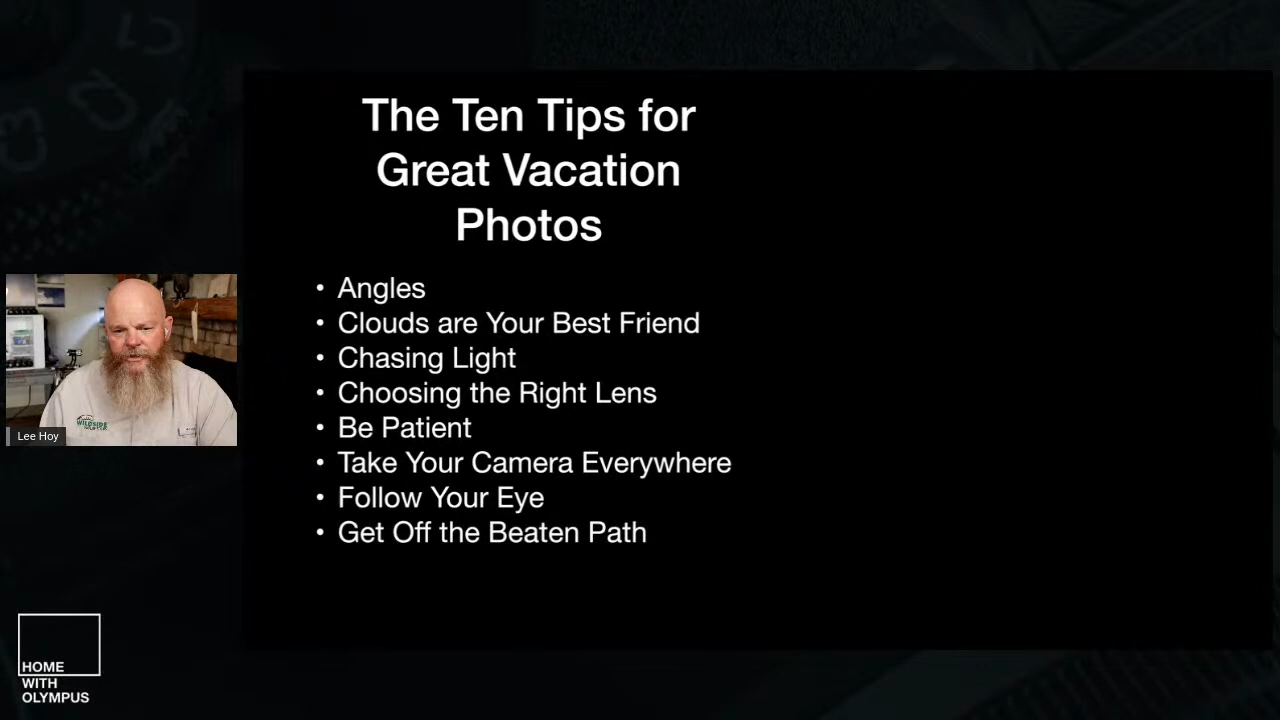 The Ten Tips for
Great Vacation
Photos
• Angles
• Clouds are Your Best Friend
• Chasing Light
• Choosing the Right Lens
• Be Patient
• Take Your Camera Everywhere
• Follow Your Eye
• Get Off the Beaten Path
WILDSIDE
Lee Hoy
HOME
WITH
OLYMPUS